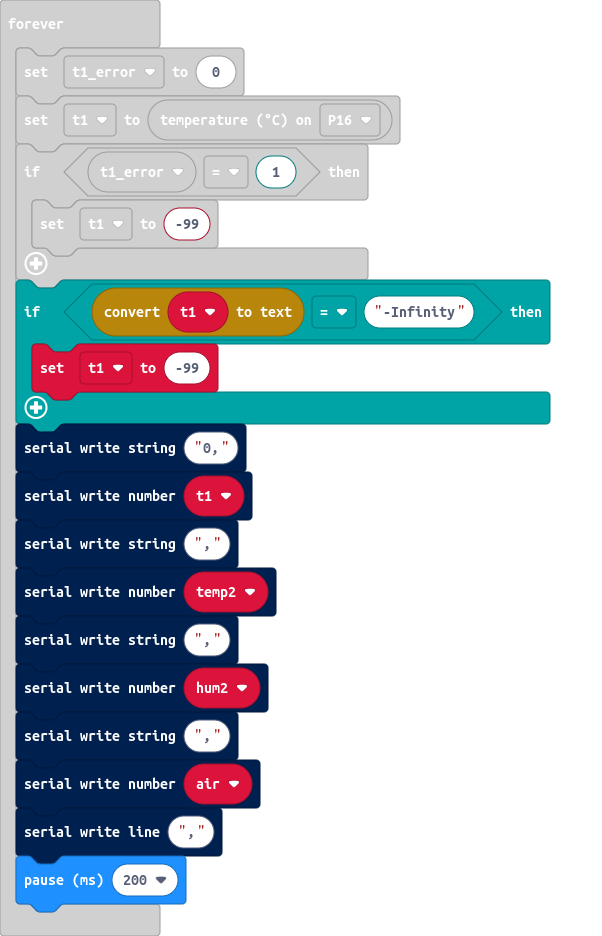 forever
set t1_error to 0
set t1 to temperature (°C) on P16
if t1_error = 1 then
set t1 to -99
if convert t1 to text = "-Infinity" then
set t1 to -99
serial write string "0,"
serial write number t1
serial write string ","
serial write number temp2
serial write string ","
serial write number hum2
serial write string ","
serial write number air
serial write line ","
pause (ms) 200